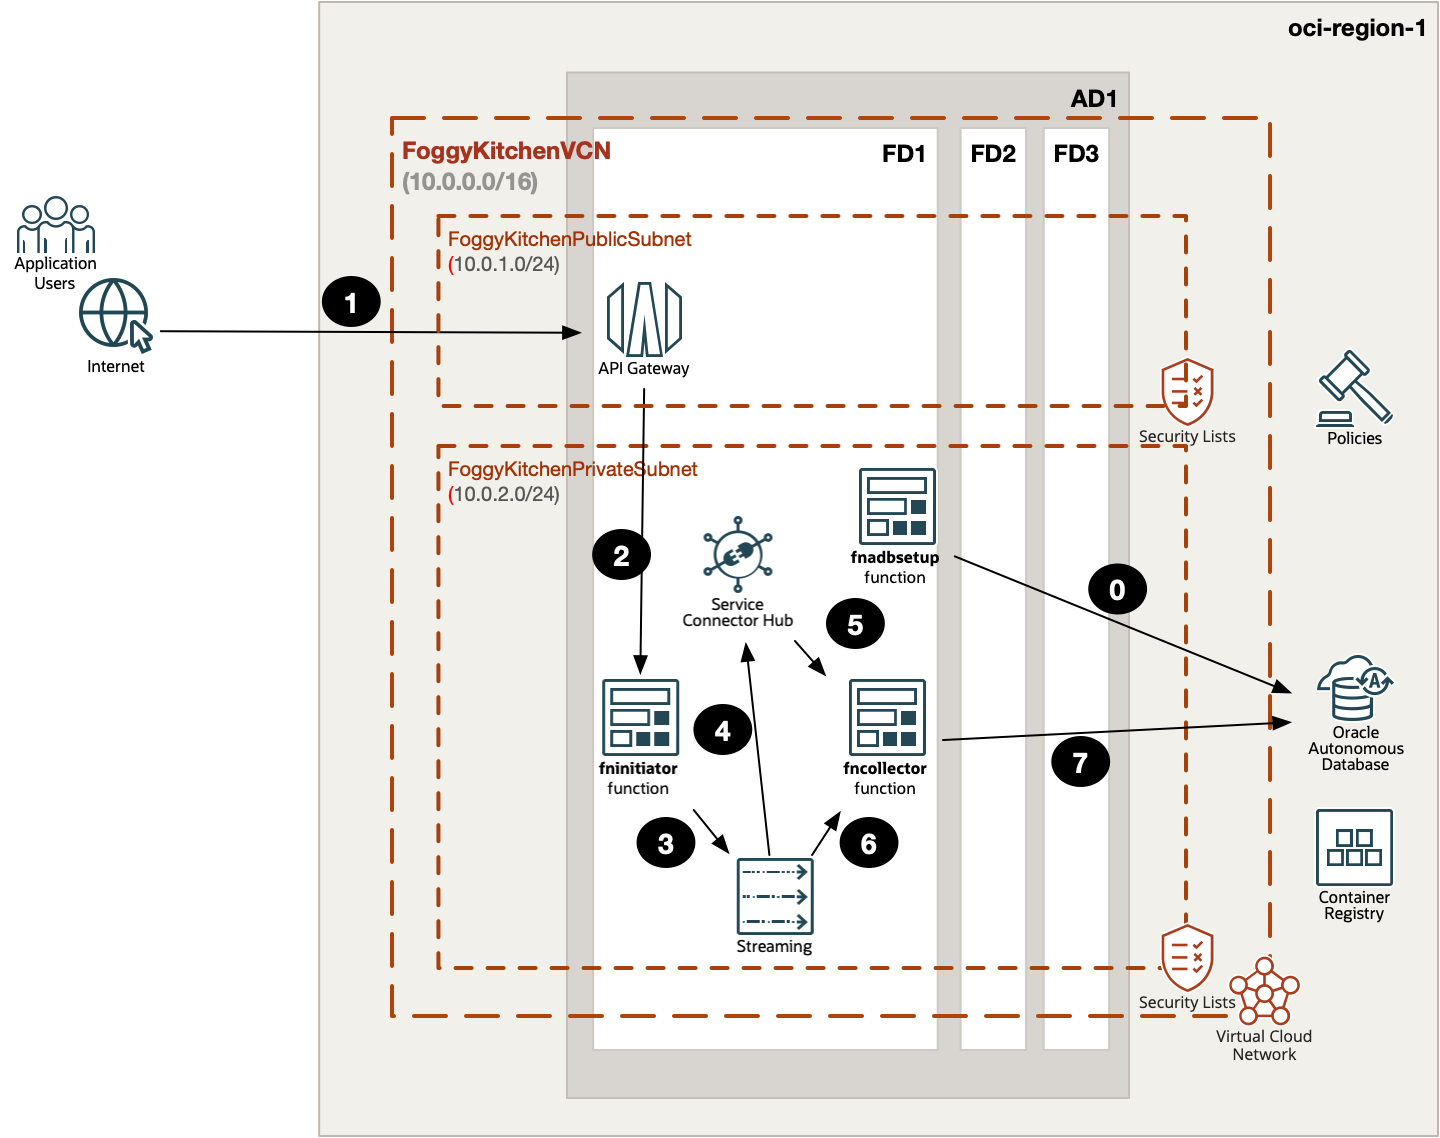 oci-region-1
AD1
FoggyKitchenVCN
(10.0.0.0/16)
FD1
FD2
FD3
Application
Users
Internet
1
FoggyKitchenPublicSubnet
(10.0.1.0/24)
API Gateway
Security Lists
Policies
FoggyKitchenPrivateSubnet
(10.0.2.0/24)
2
Service
Connector Hub
fnadbsetup
function
0
5
fninitiator
function
4
fncollector
function
7
A
Oracle
Autonomous
Database
3
6
Streaming
Container
Registry
Security Lists
Virtual Cloud
Network